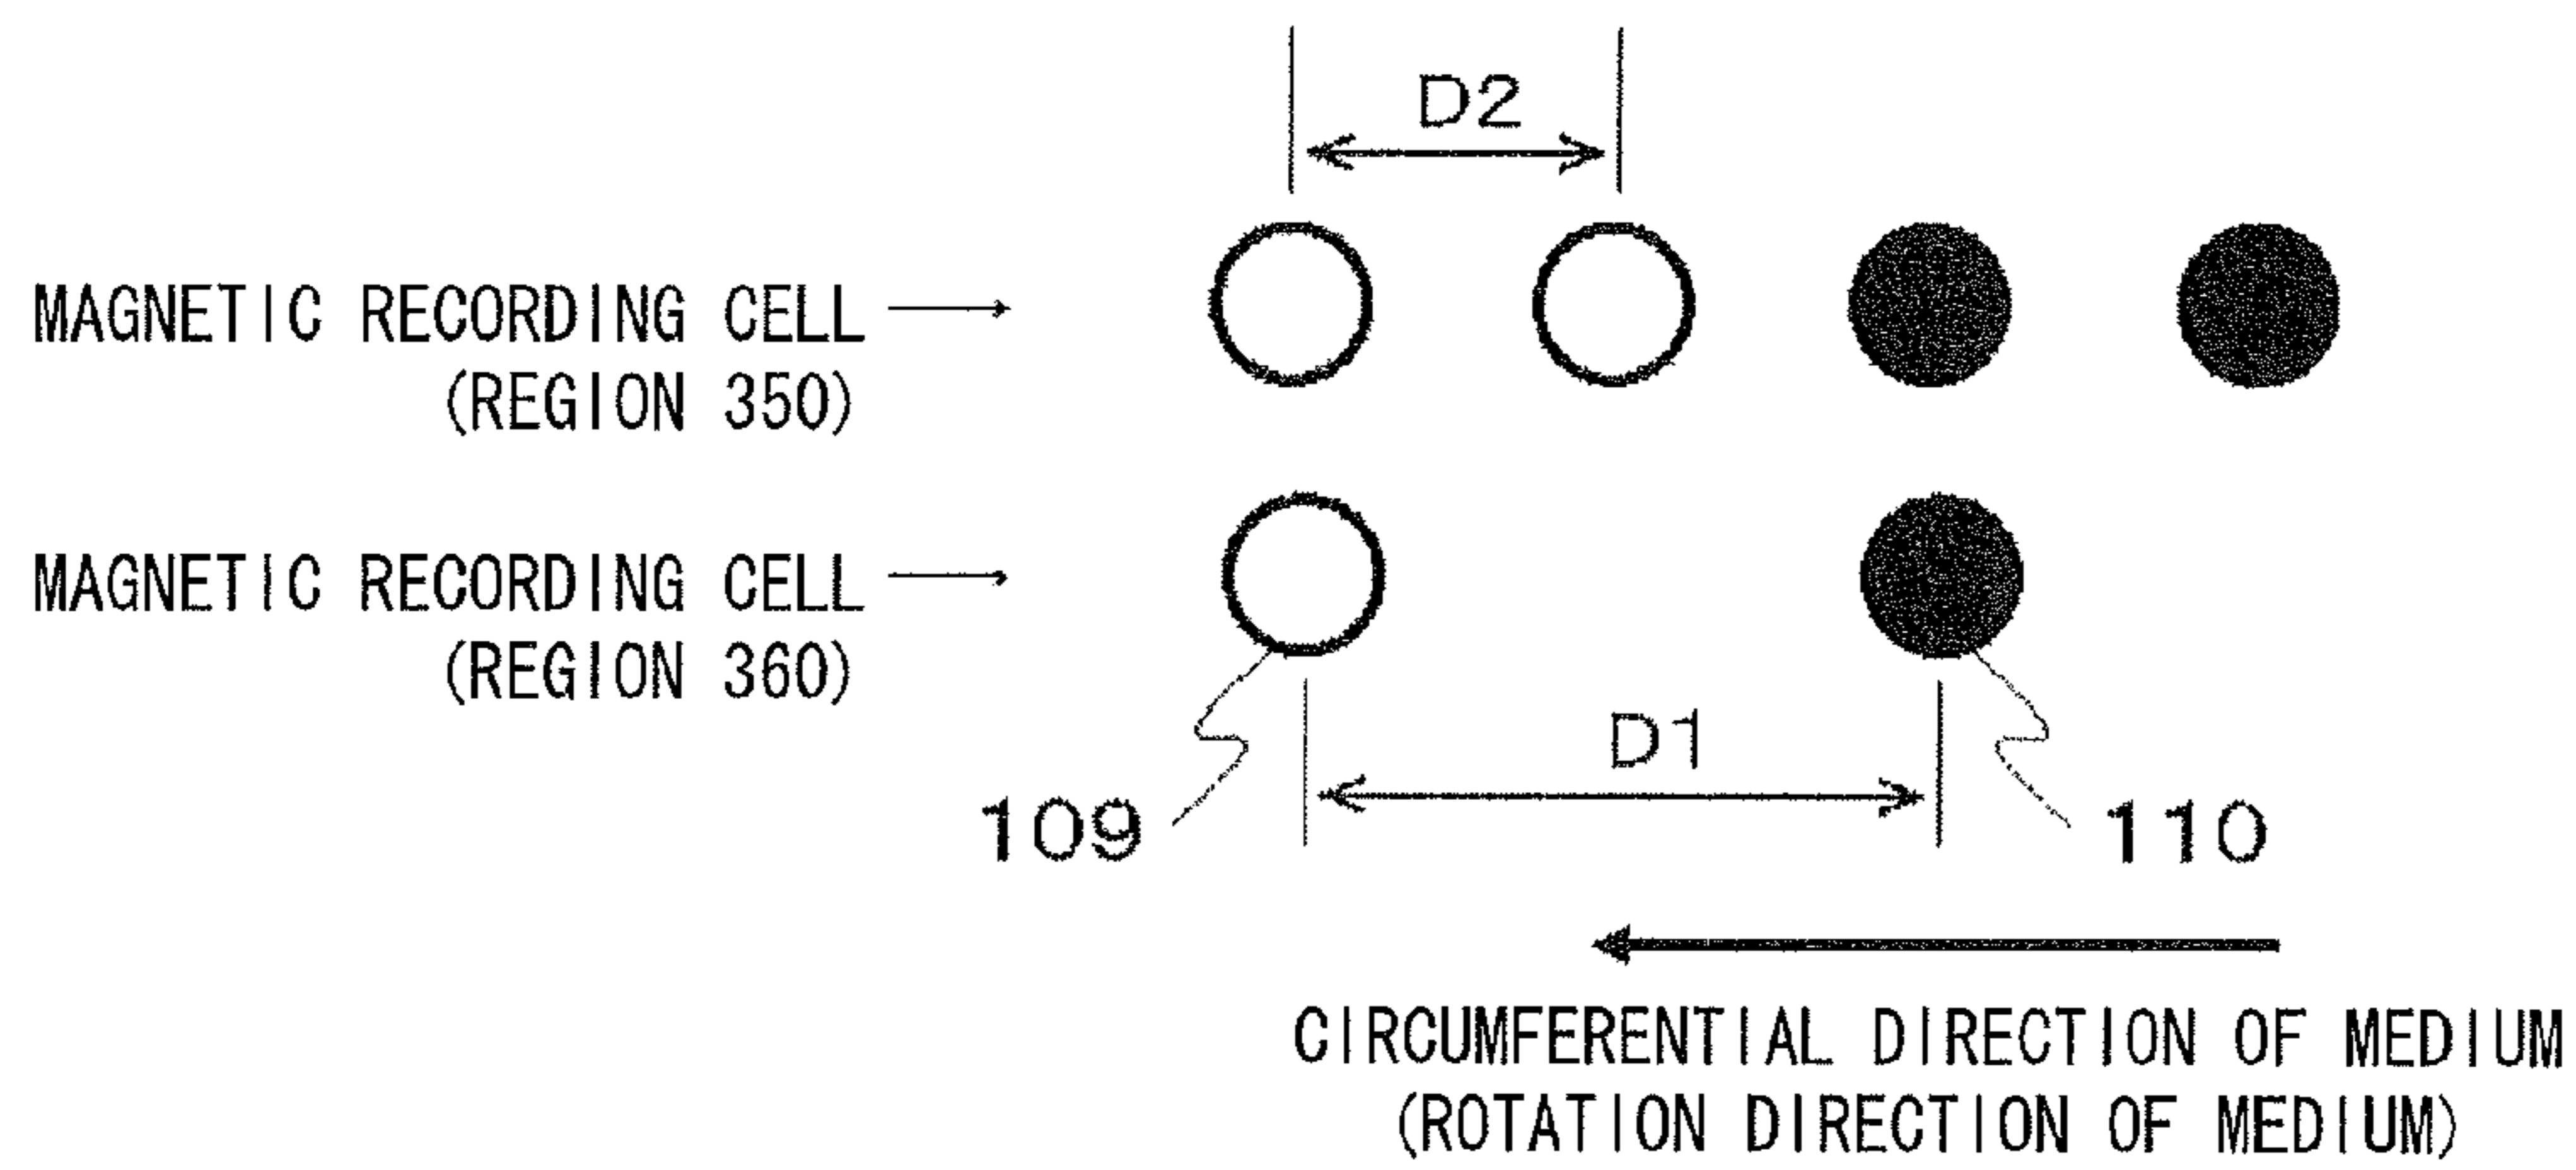 D2
MAGNETIC RECORDING CELL
(REGION 350)
MAGNETIC RECORDING CELL
(REGION 360)
D1
109
110
CIRCUMFERENTIAL DIRECTION OF MEDIUM
(ROTATION DIRECTION OF MEDIUM)